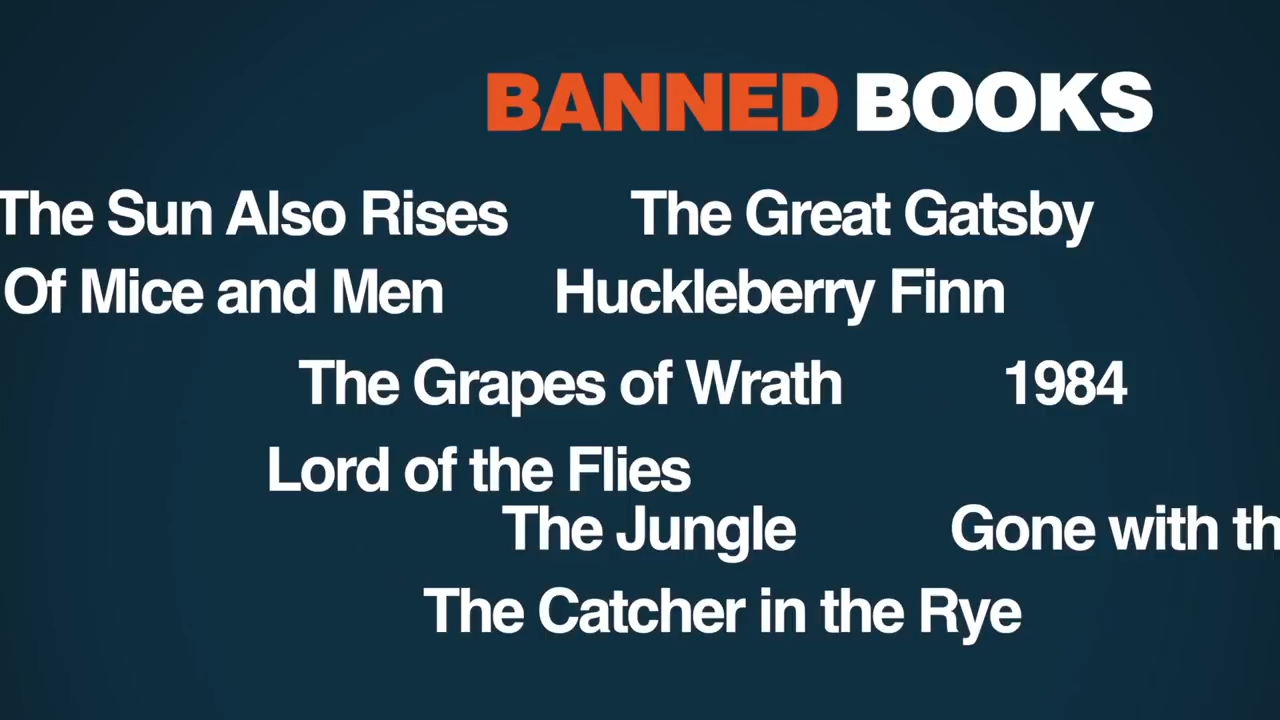 BANNED BOOKS
The Sun Also Rises The Great Gatsby
Of Mice and Men Huckleberry Finn
The Grapes of Wrath 1984
Lord of the Flies
The Jungle Gone with th
The Catcher in the Rye